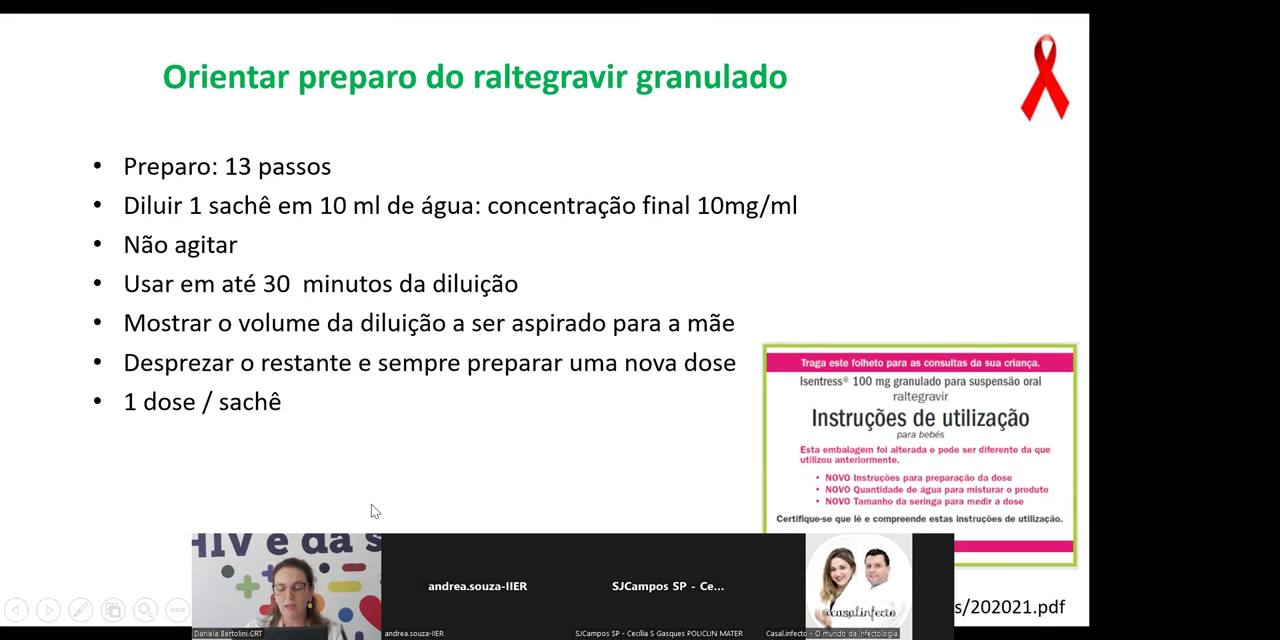 Orientar preparo do raltegravir granulado
• Preparo: 13 passos
• Diluir 1 sachê em 10 ml de água: concentração final 10mg/ml
• Não agitar
• Usar em até 30 minutos da diluição
• Mostrar o volume da diluição a ser aspirado para a mãe
• Desprezar o restante e sempre preparar uma nova dose
• 1 dose / sachê
Traga este folheto para as consultas da sua criança.
Isentress® 100 mg granulado para suspensão oral
raltegravir
Instruções de utilização
para bebés
Esta embalagem foi alterada e pode ser diferente da que
utilizou anteriormente.
• NOVO Instruções para preparação da dose
• NOVO Quantidade de água para misturar o produto
• NOVO Tamanho da seringa para medir a dose
Certifique-se que lê e compreende estas instruções de utilização.
s/202021.pdf
HIV e da s
Daniela Bertolini CRT
andrea.souza-IIER
andrea.souza-IIER
SJCampos SP - Ce...
SJCampos SP - Cecília S Gasques POLICLIN MATER
@casal.infecto
Casal.infecto - O mundo da infectologia